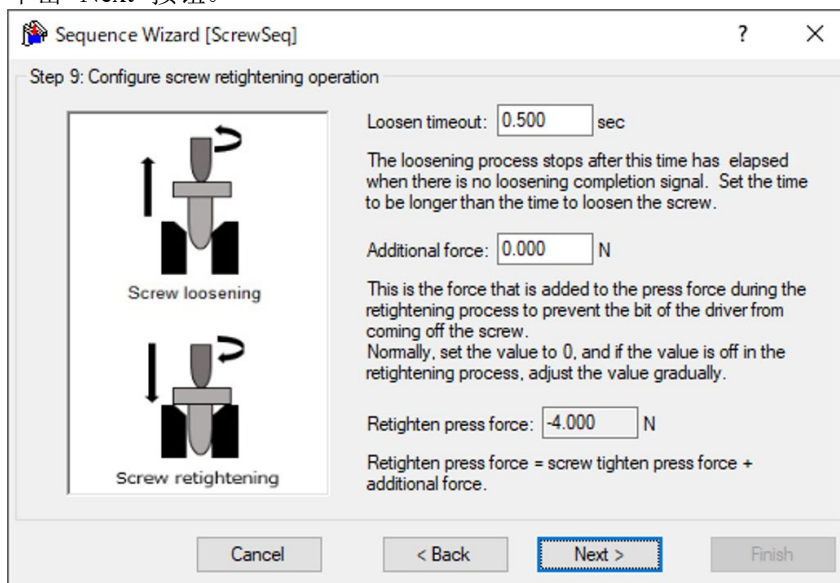 单击“Next”按钮。
Sequence Wizard [ScrewSeq]
?
Step 9: Configure screw retightening operation
Screw loosening
Screw retightening
Loosen timeout: 0.500 sec
The loosening process stops after this time has elapsed
when there is no loosening completion signal. Set the time
to be longer than the time to loosen the screw.
Additional force: 0.000 N
This is the force that is added to the press force during the
retightening process to prevent the bit of the driver from
coming off the screw.
Normally, set the value to 0, and if the value is off in the
retightening process, adjust the value gradually.
Retighten press force: -4.000 N
Retighten press force = screw tighten press force +
additional force.
Cancel
< Back
Next >
Finish